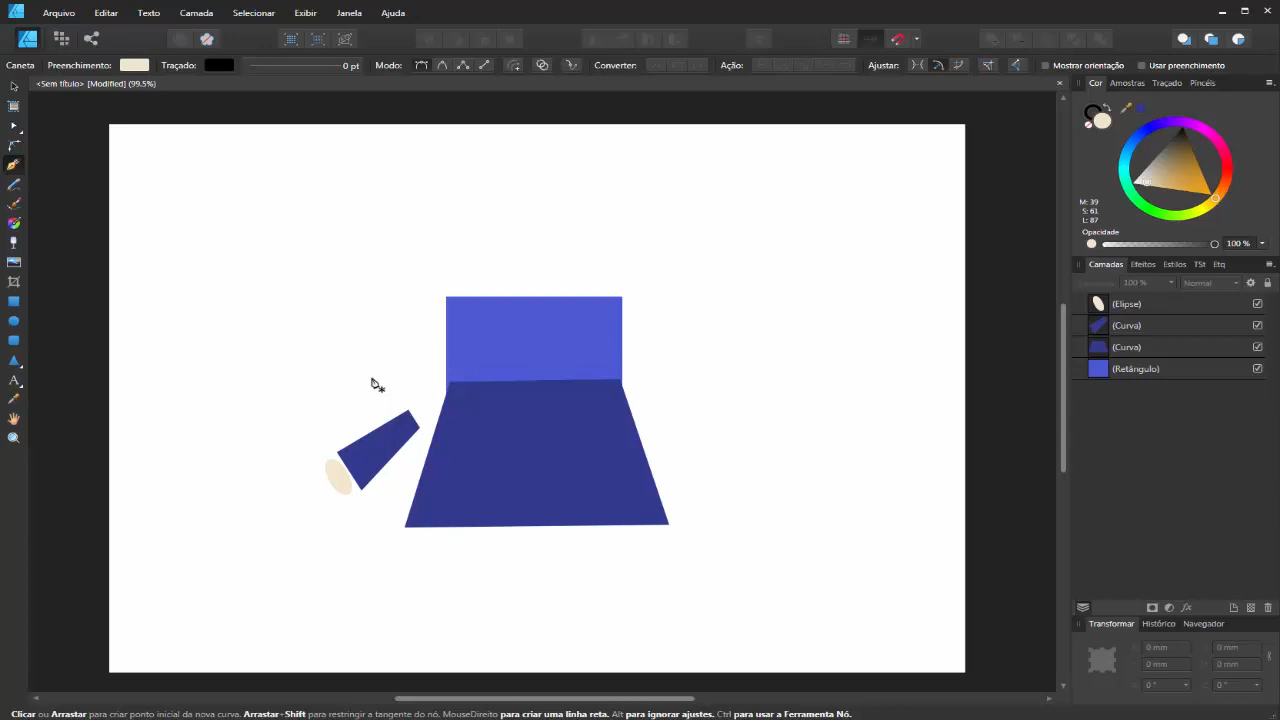 Arquivo Editar Texto Camada Selecionar Exibir Janela Ajuda
Caneta Preenchimento: Traçado: 0 pt Modo: Converter: Ação: Ajustar: Mostrar orientação Usar preenchimento
<Sem título> [Modified] (99.5%)
Cor Amostras Traçado Pincéis
M: 39
S: 61
L: 87
Opacidade
100 %
Camadas Efeitos Estilos TSt Etq
100 % Normal
(Elipse)
(Curva)
(Curva)
(Retângulo)
Transformar Histórico Navegador
0 mm 0 mm
0 mm 0 mm
0 ° 0 °
Clicar ou Arrastar para criar ponto inicial da nova curva. Arrastar+Shift para restringir a tangente do nó. MouseDireito para criar uma linha reta. Alt para ignorar ajustes. Ctrl para usar a Ferramenta Nó.